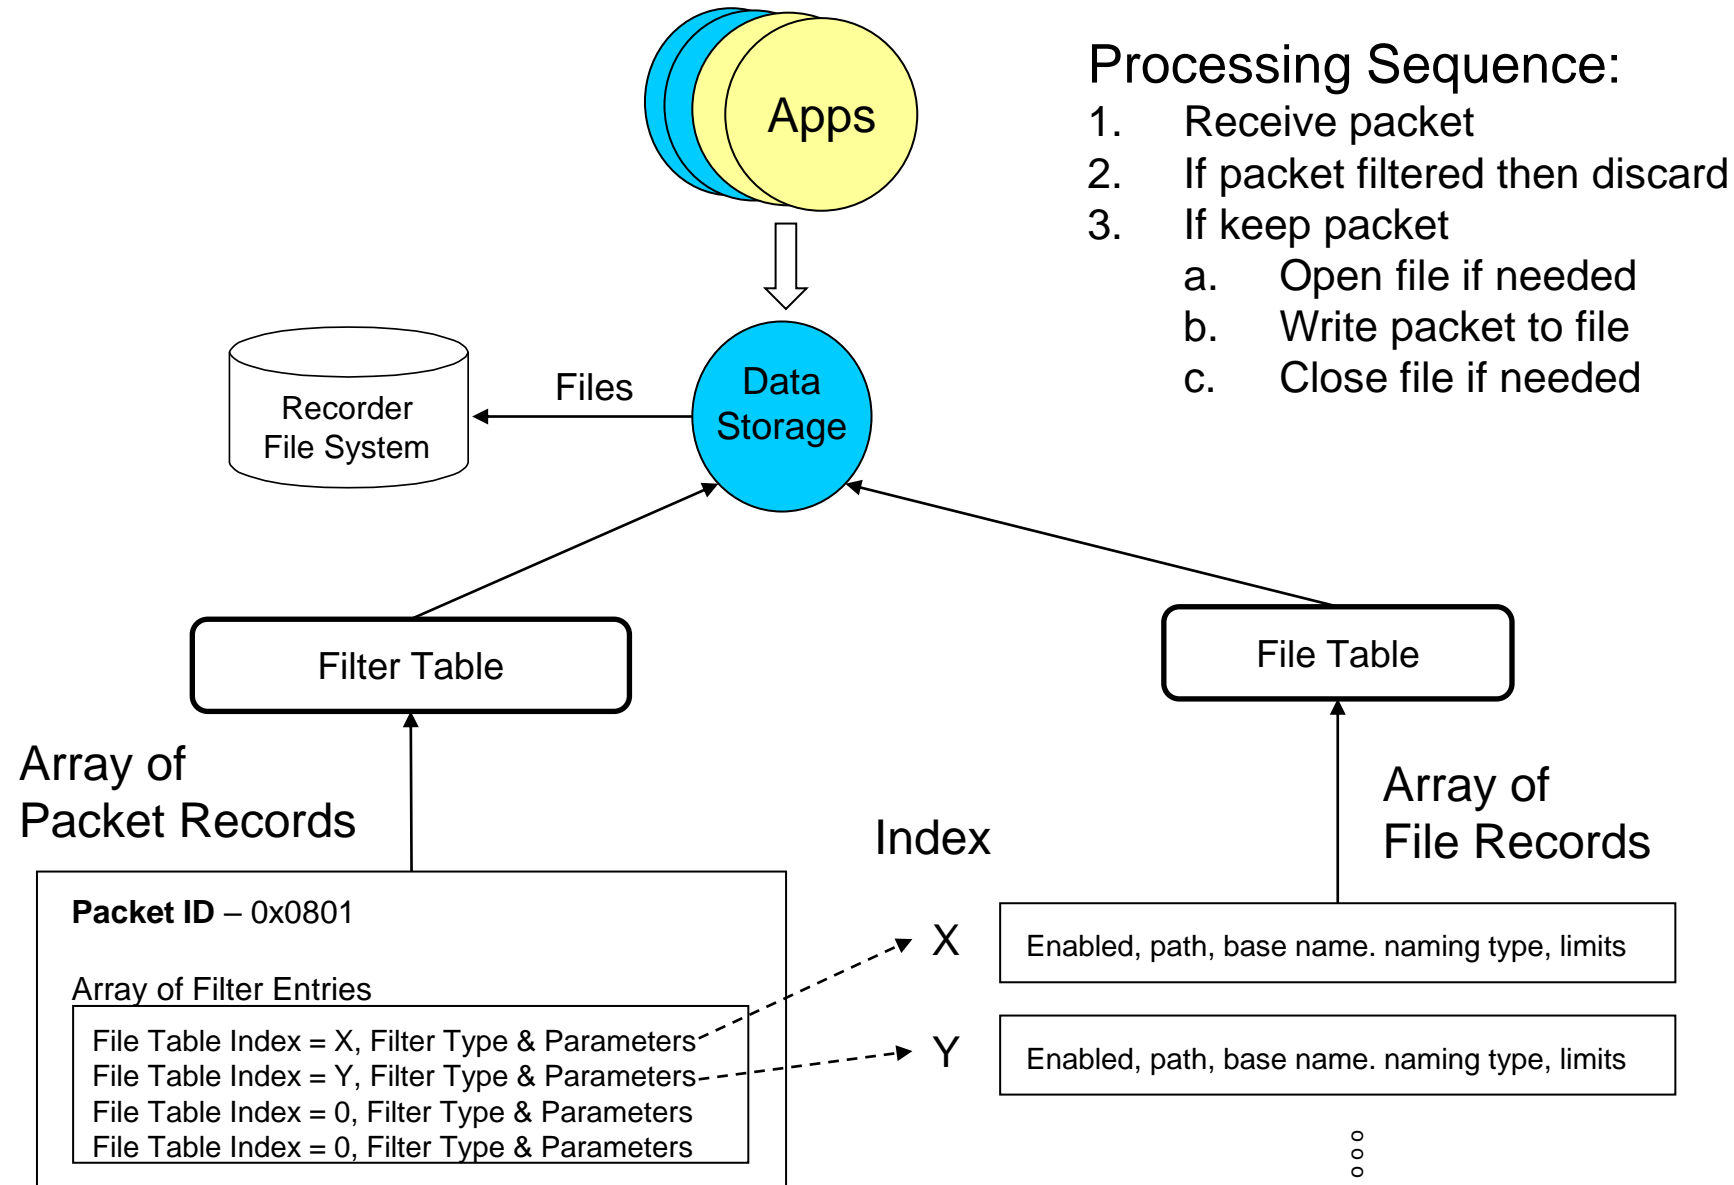 Apps
Processing Sequence:
1. Receive packet
2. If packet filtered then discard
3. If keep packet
a. Open file if needed
b. Write packet to file
c. Close file if needed
Recorder
File System
Files
Data
Storage
Filter Table
File Table
Array of
Packet Records
Index
Array of
File Records
Packet ID – 0x0801
Array of Filter Entries
File Table Index = X, Filter Type & Parameters
File Table Index = Y, Filter Type & Parameters
File Table Index = 0, Filter Type & Parameters
File Table Index = 0, Filter Type & Parameters
X
Enabled, path, base name. naming type, limits
Y
Enabled, path, base name. naming type, limits